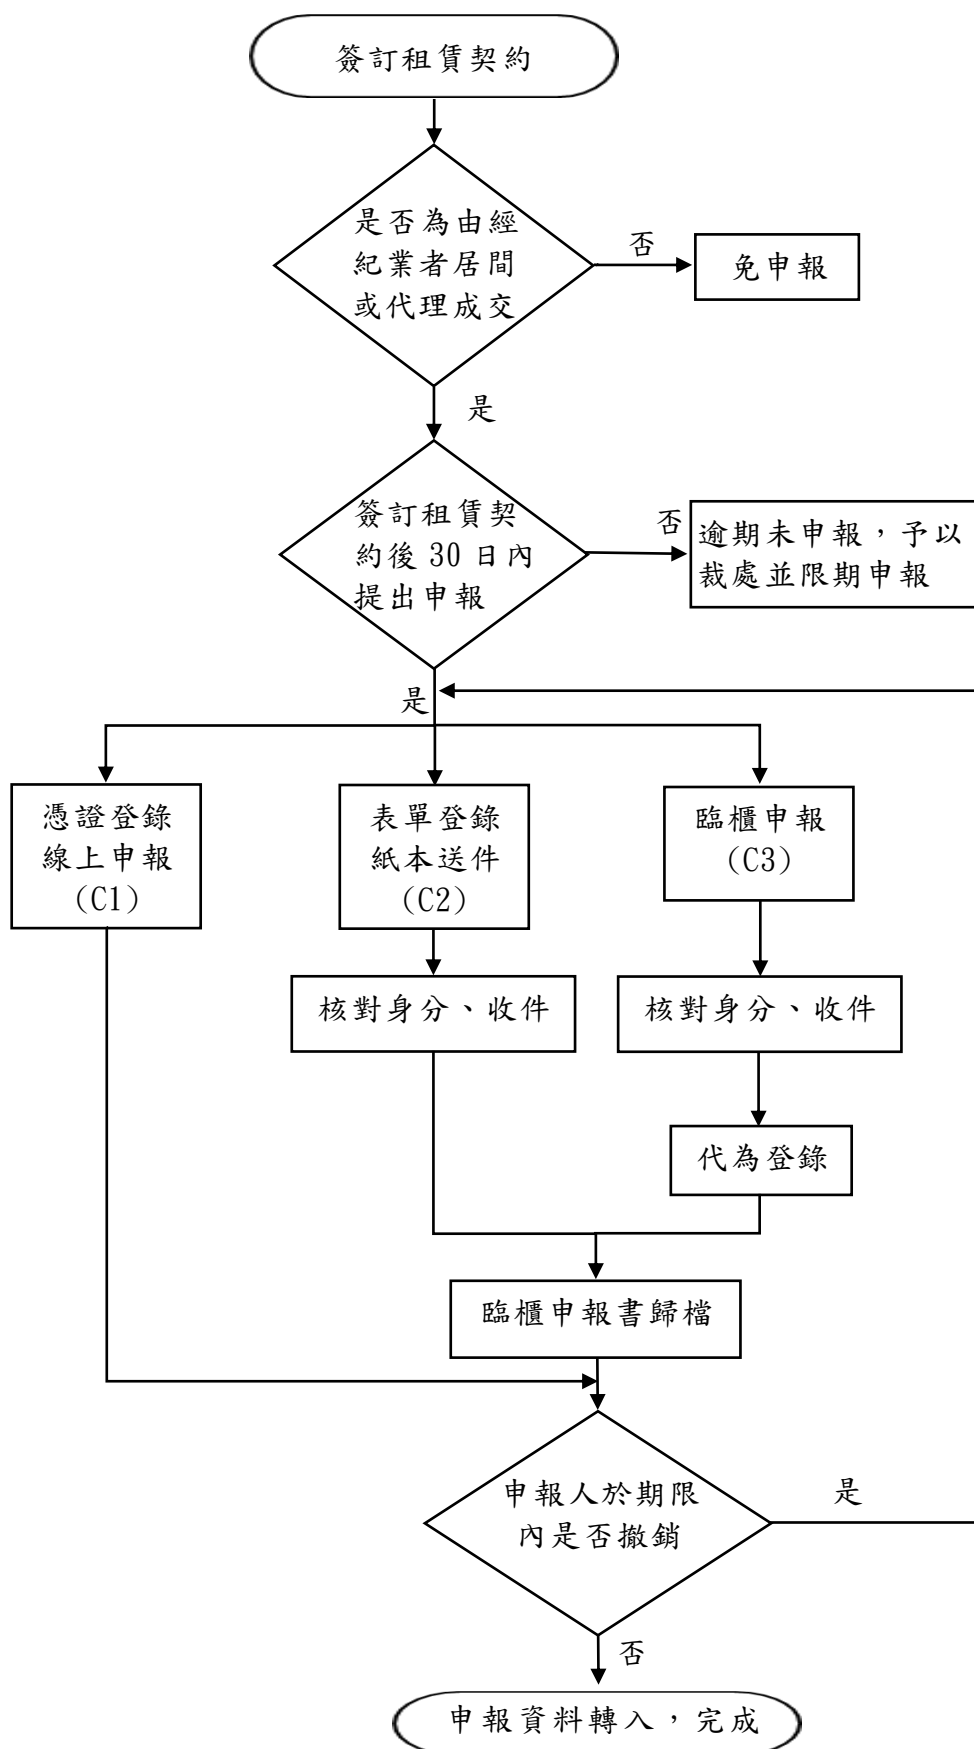 簽訂租賃契約
是否為由經
紀業者居間
或代理成交
否
免申報
是
簽訂租賃契
約後 30 日內
提出申報
否
逾期未申報，予以
裁處並限期申報
是
憑證登錄
線上申報
(C1)
表單登錄
紙本送件
(C2)
臨櫃申報
(C3)
核對身分、收件
核對身分、收件
代為登錄
臨櫃申報書歸檔
申報人於期限
內是否撤銷
是
否
申報資料轉入，完成